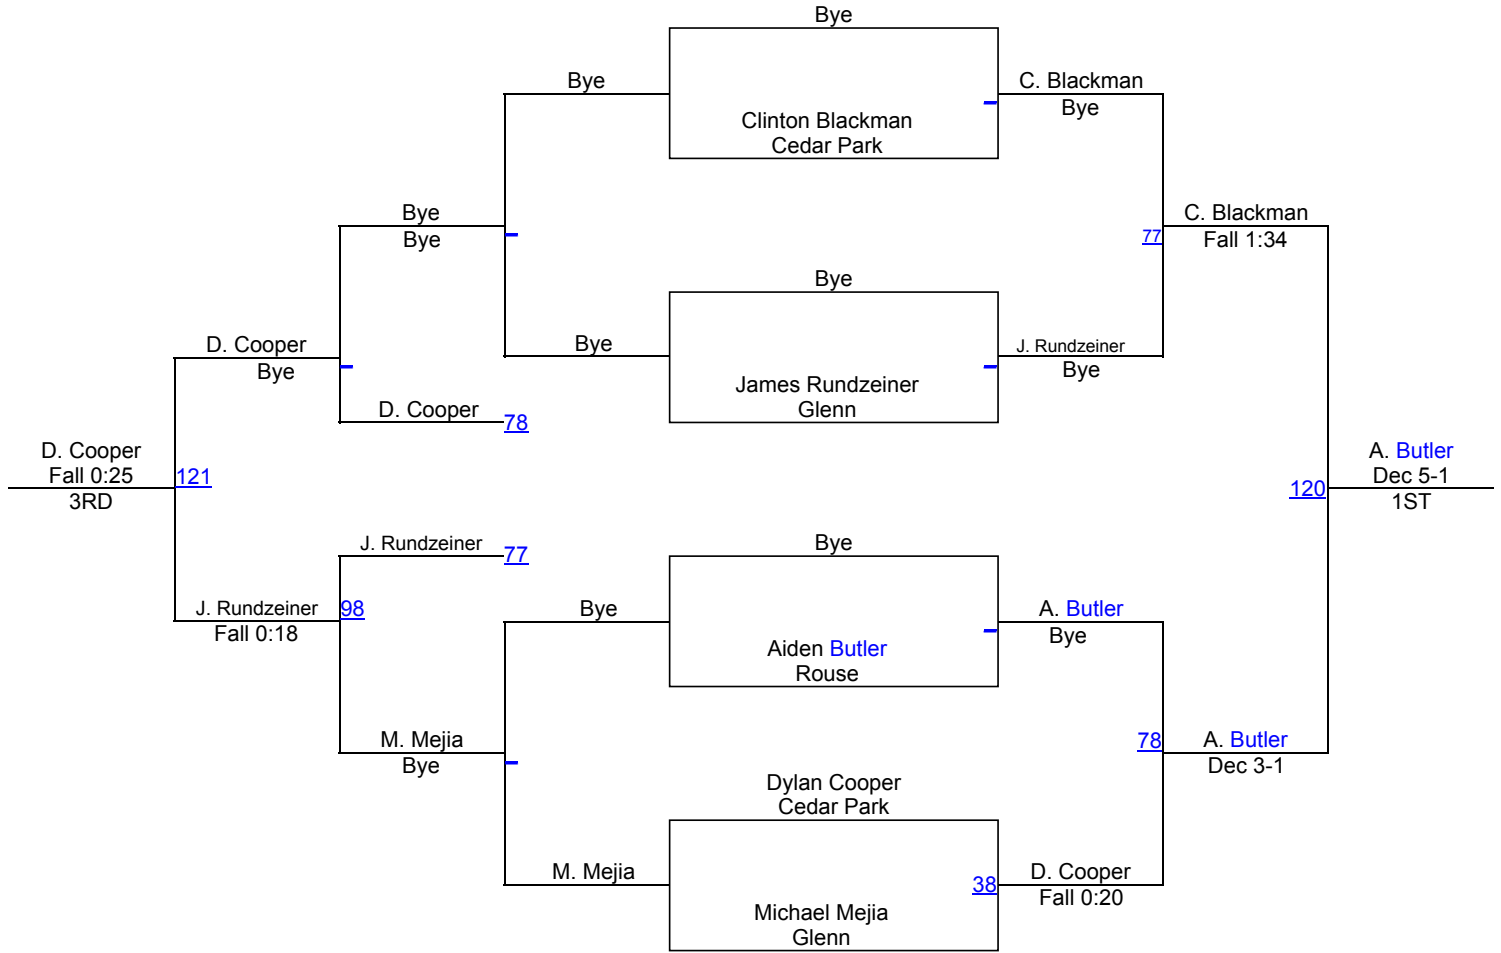 Bye
Bye
C. Blackman
Bye
Clinton Blackman
Cedar Park
Bye
Bye
C. Blackman
77
Fall 1:34
Bye
D. Cooper
Bye
Bye
J. Rundzeiner
Bye
James Rundzeiner
Glenn
D. Cooper
78
D. Cooper
Fall 0:25
3RD
121
A. Butler
Dec 5-1
1ST
120
J. Rundzeiner
77
Bye
J. Rundzeiner
98
Fall 0:18
Bye
A. Butler
Bye
Aiden Butler
Rouse
M. Mejia
Bye
78
A. Butler
Dec 3-1
Dylan Cooper
Cedar Park
M. Mejia
38
D. Cooper
Fall 0:20
Michael Mejia
Glenn